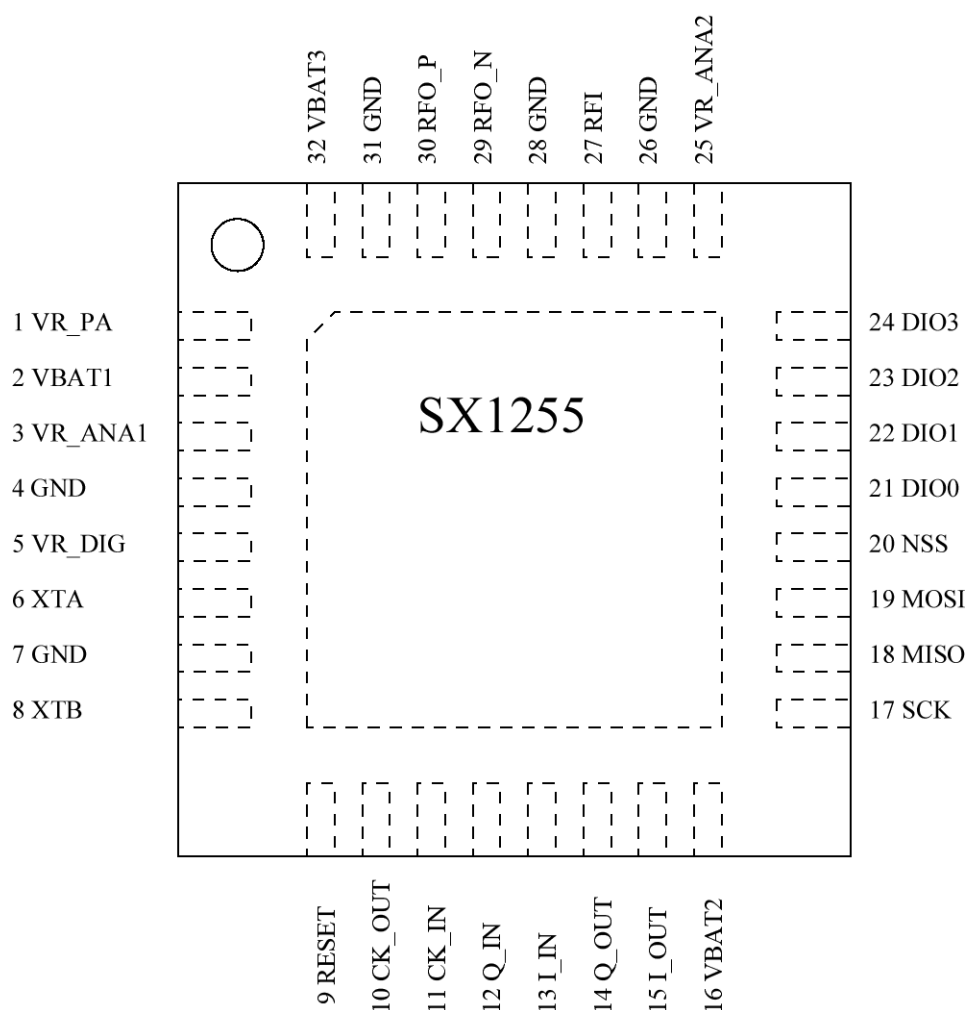 32 VBAT3
31 GND
30 RFO_P
29 RFO_N
28 GND
27 RFI
26 GND
25 VR_ANA2
1 VR_PA
2 VBAT1
3 VR_ANA1
4 GND
5 VR_DIG
6 XTA
7 GND
8 XTB
SX1255
24 DIO3
23 DIO2
22 DIO1
21 DIO0
20 NSS
19 MOSI
18 MISO
17 SCK
9 RESET
10 CK_OUT
11 CK_IN
12 Q_IN
13 I_IN
14 Q_OUT
15 I_OUT
16 VBAT2